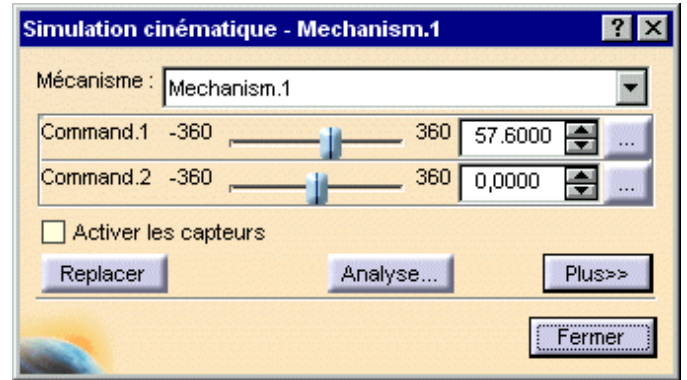 Simulation cinématique - Mechanism.1 ? X
Mécanisme : Mechanism.1
Command.1 -360 360 57.6000 ...
Command.2 -360 360 0,0000 ...
Activer les capteurs
Replacer Analyse... Plus>>
Fermer